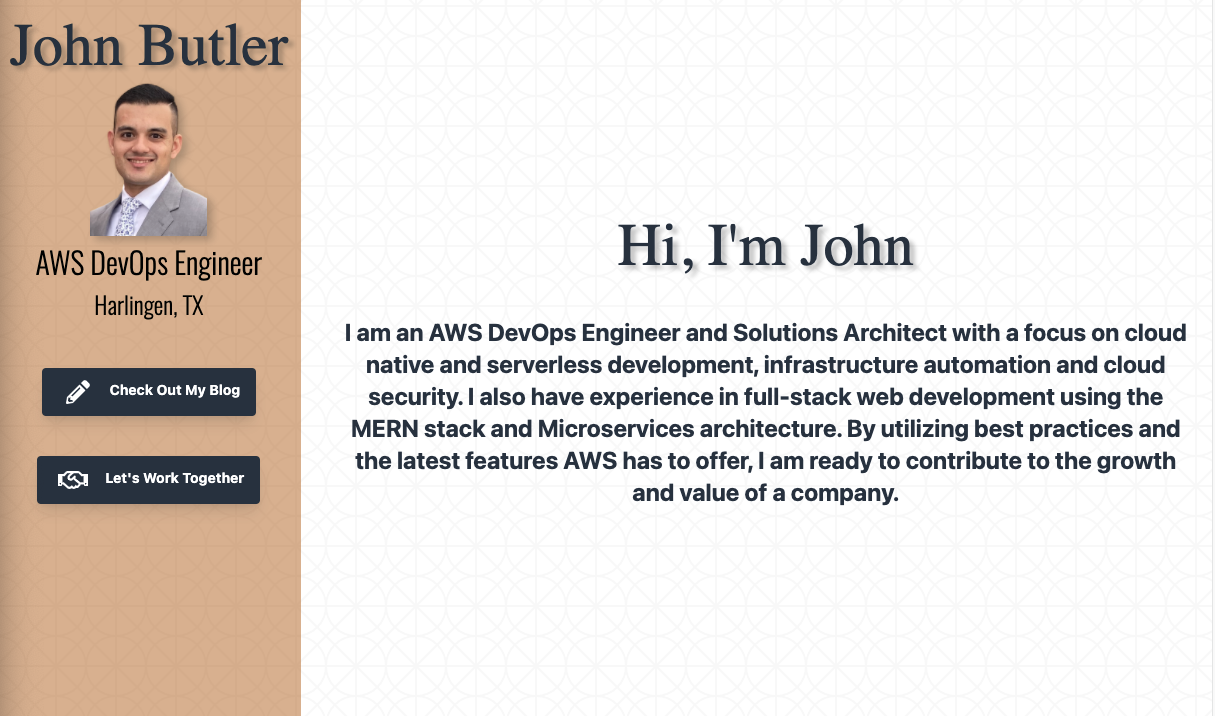 John Butler
AWS DevOps Engineer
Harlingen, TX
Check Out My Blog
Let's Work Together
Hi, I'm John
I am an AWS DevOps Engineer and Solutions Architect with a focus on cloud
native and serverless development, infrastructure automation and cloud
security. I also have experience in full-stack web development using the
MERN stack and Microservices architecture. By utilizing best practices and
the latest features AWS has to offer, I am ready to contribute to the growth
and value of a company.